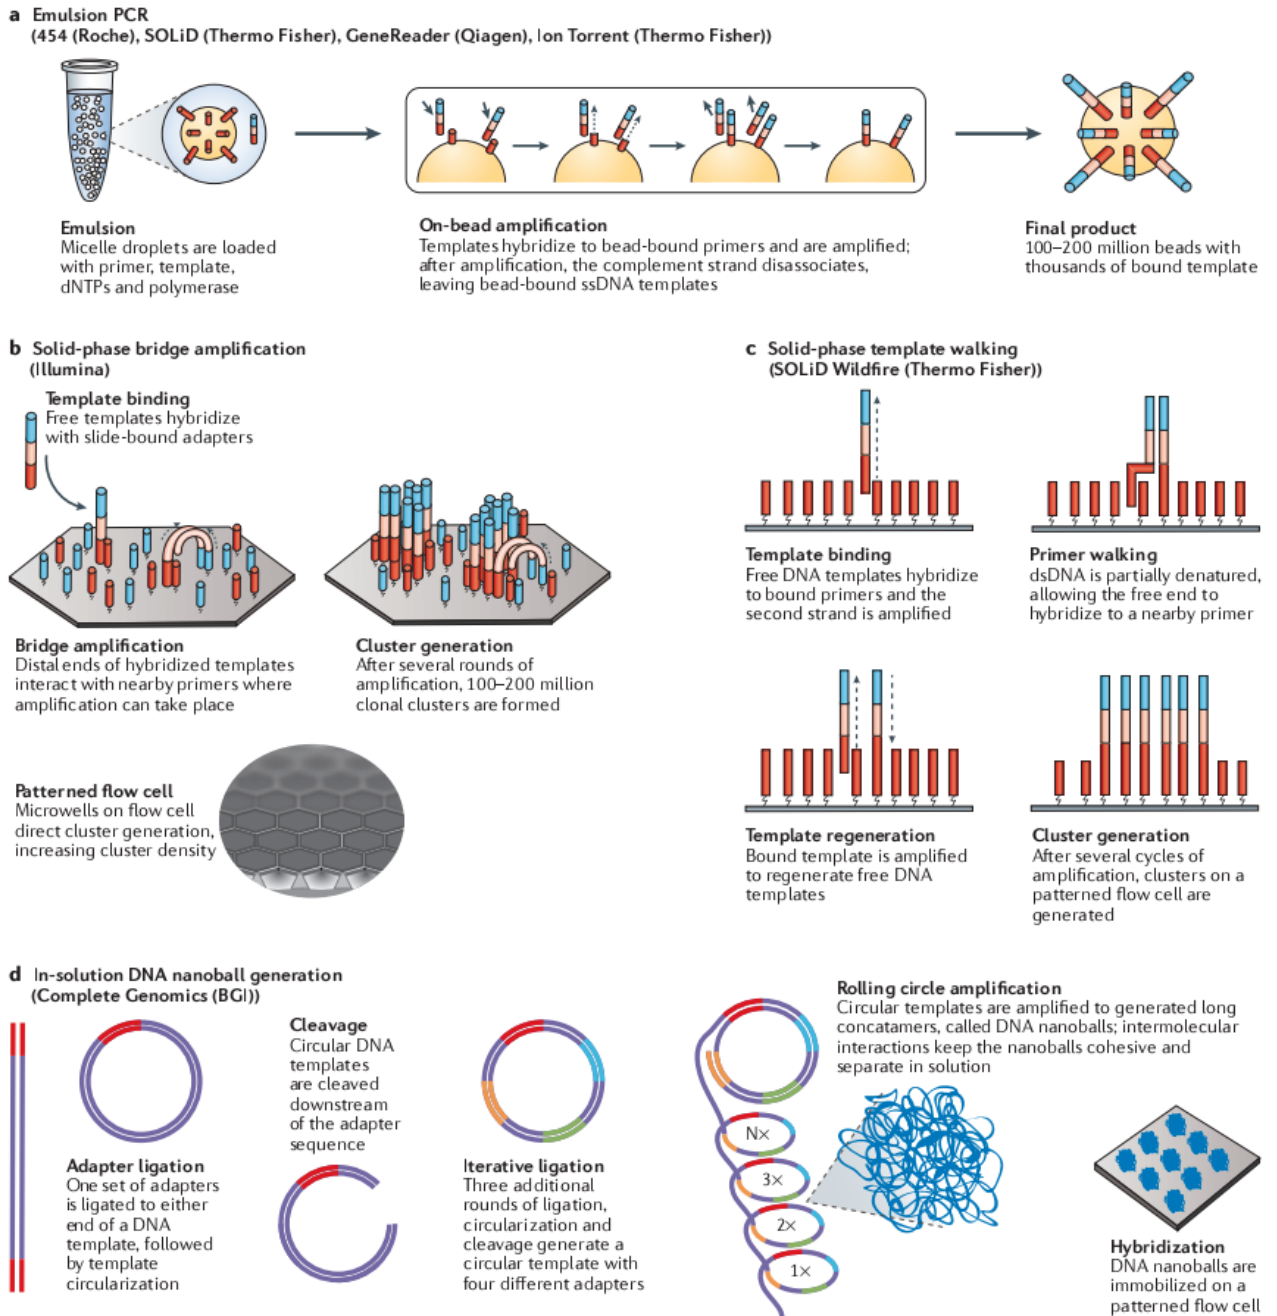 a Emulsion PCR
(454 (Roche), SOLiD (Thermo Fisher), GeneReader (Qiagen), Ion Torrent (Thermo Fisher))
Emulsion
Micelle droplets are loaded
with primer, template,
dNTPs and polymerase
On-bead amplification
Templates hybridize to bead-bound primers and are amplified;
after amplification, the complement strand disassociates,
leaving bead-bound ssDNA templates
Final product
100–200 million beads with
thousands of bound template
b Solid-phase bridge amplification
(Illumina)
Template binding
Free templates hybridize
with slide-bound adapters
Bridge amplification
Distal ends of hybridized templates
interact with nearby primers where
amplification can take place
Cluster generation
After several rounds of
amplification, 100–200 million
clonal clusters are formed
Patterned flow cell
Microwells on flow cell
direct cluster generation,
increasing cluster density
c Solid-phase template walking
(SOLiD Wildfire (Thermo Fisher))
Template binding
Free DNA templates hybridize
to bound primers and the
second strand is amplified
Primer walking
dsDNA is partially denatured,
allowing the free end to
hybridize to a nearby primer
Template regeneration
Bound template is amplified
to regenerate free DNA
templates
Cluster generation
After several cycles of
amplification, clusters on a
patterned flow cell are
generated
d In-solution DNA nanoball generation
(Complete Genomics (BGI))
Adapter ligation
One set of adapters
is ligated to either
end of a DNA
template, followed
by template
circularization
Cleavage
Circular DNA
templates
are cleaved
downstream
of the adapter
sequence
Iterative ligation
Three additional
rounds of ligation,
circularization and
cleavage generate a
circular template with
four different adapters
Rolling circle amplification
Circular templates are amplified to generated long
concatamers, called DNA nanoballs; intermolecular
interactions keep the nanoballs cohesive and
separate in solution
N×
3×
2×
1×
Hybridization
DNA nanoballs are
immobilized on a
patterned flow cell